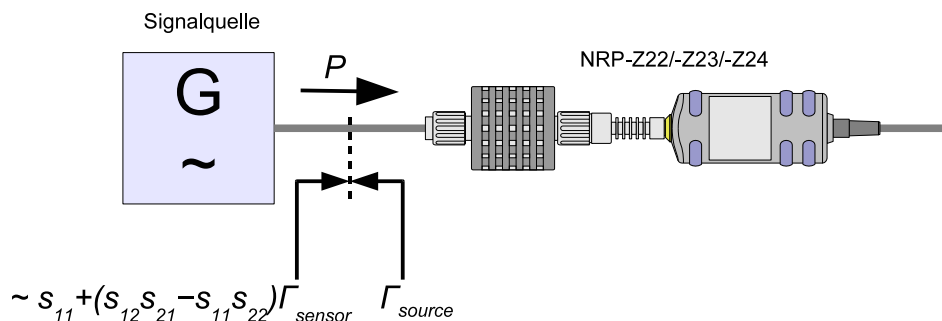 Signalquelle
NRP-Z22/-Z23/-Z24
P
G
~
~ s₁₁+(s₁₂s₂₁−s₁₁s₂₂)Γsensor
Γsource